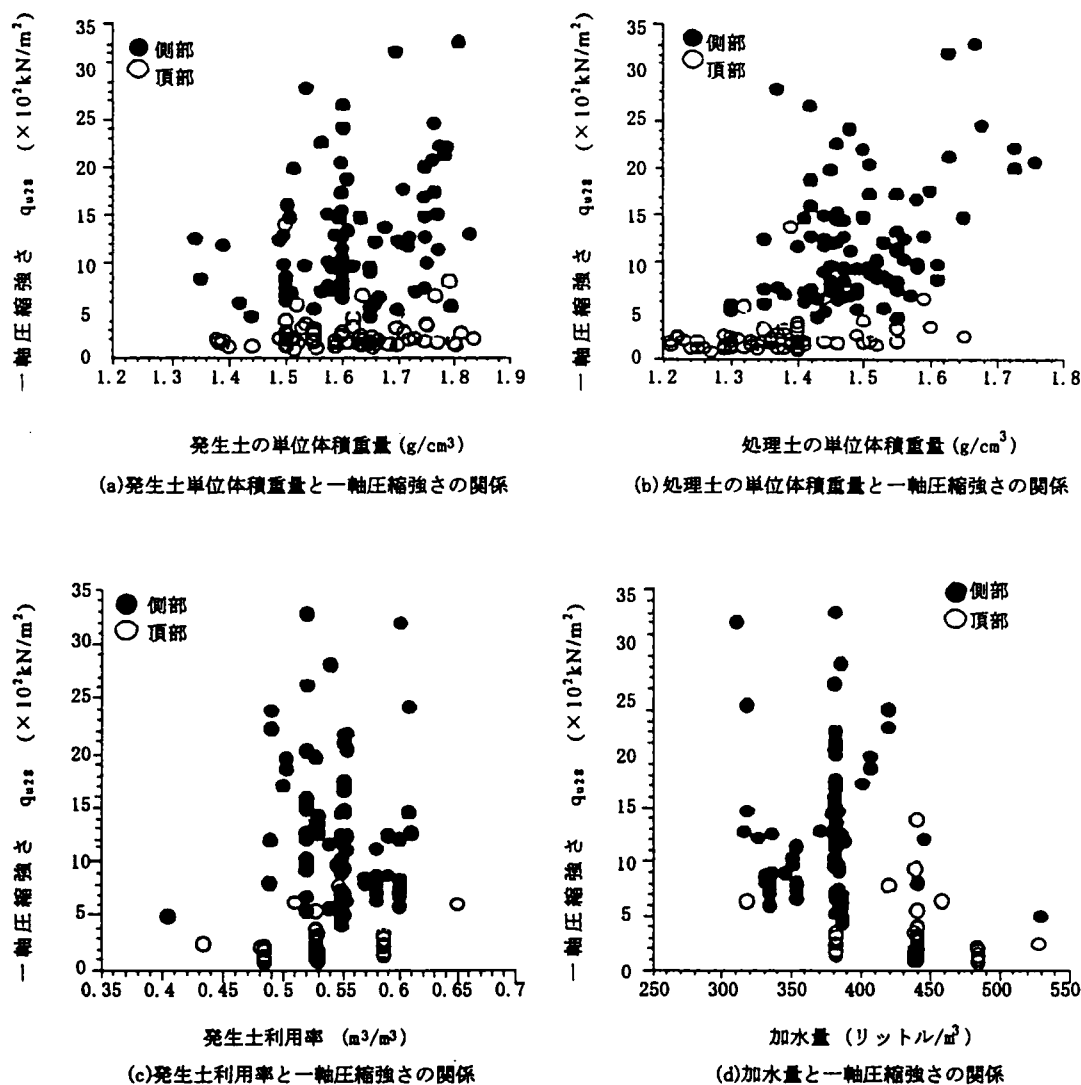 一軸圧縮強さ qu28 (×10²kN/m²)
35
30
25
20
15
10
5
0
側部
頂部
1.2 1.3 1.4 1.5 1.6 1.7 1.8 1.9
発生土の単位体積重量 (g/cm³)
(a)発生土単位体積重量と一軸圧縮強さの関係
一軸圧縮強さ qu28 (×10²kN/m²)
35
30
25
20
15
10
5
0
側部
頂部
1.2 1.3 1.4 1.5 1.6 1.7 1.8
処理土の単位体積重量 (g/cm³)
(b)処理土の単位体積重量と一軸圧縮強さの関係
一軸圧縮強さ qu28 (×10²kN/m²)
35
30
25
20
15
10
5
0
側部
頂部
0.35 0.4 0.45 0.5 0.55 0.6 0.65 0.7
発生土利用率 (m³/m³)
(c)発生土利用率と一軸圧縮強さの関係
一軸圧縮強さ qu28 (×10²kN/m²)
35
30
25
20
15
10
5
0
側部
頂部
250 300 350 400 450 500 550
加水量 (リットル/m³)
(d)加水量と一軸圧縮強さの関係